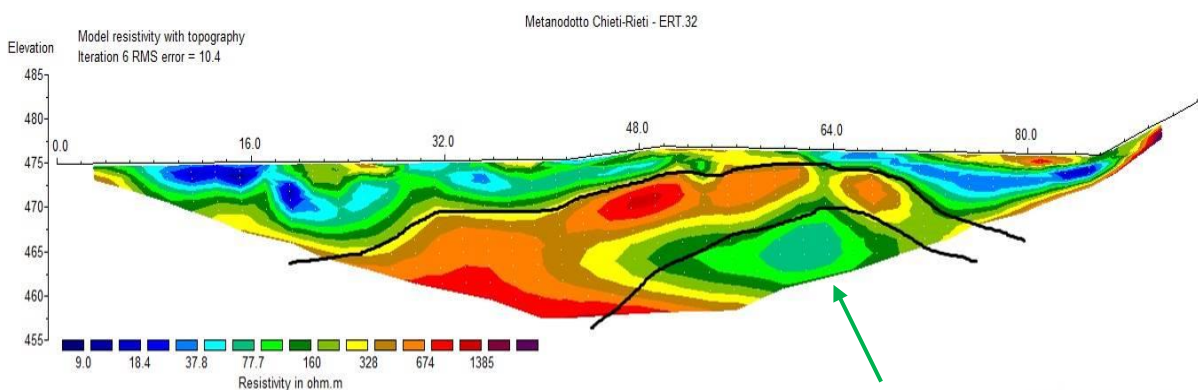 Metanodotto Chieti-Rieti - ERT.32
Model resistivity with topography
Elevation
Iteration 6 RMS error = 10.4
485
480
475
470
465
460
455
0.0 16.0 32.0 48.0 64.0 80.0
9.0 18.4 37.8 77.7 160 328 674 1385
Resistivity in ohm.m